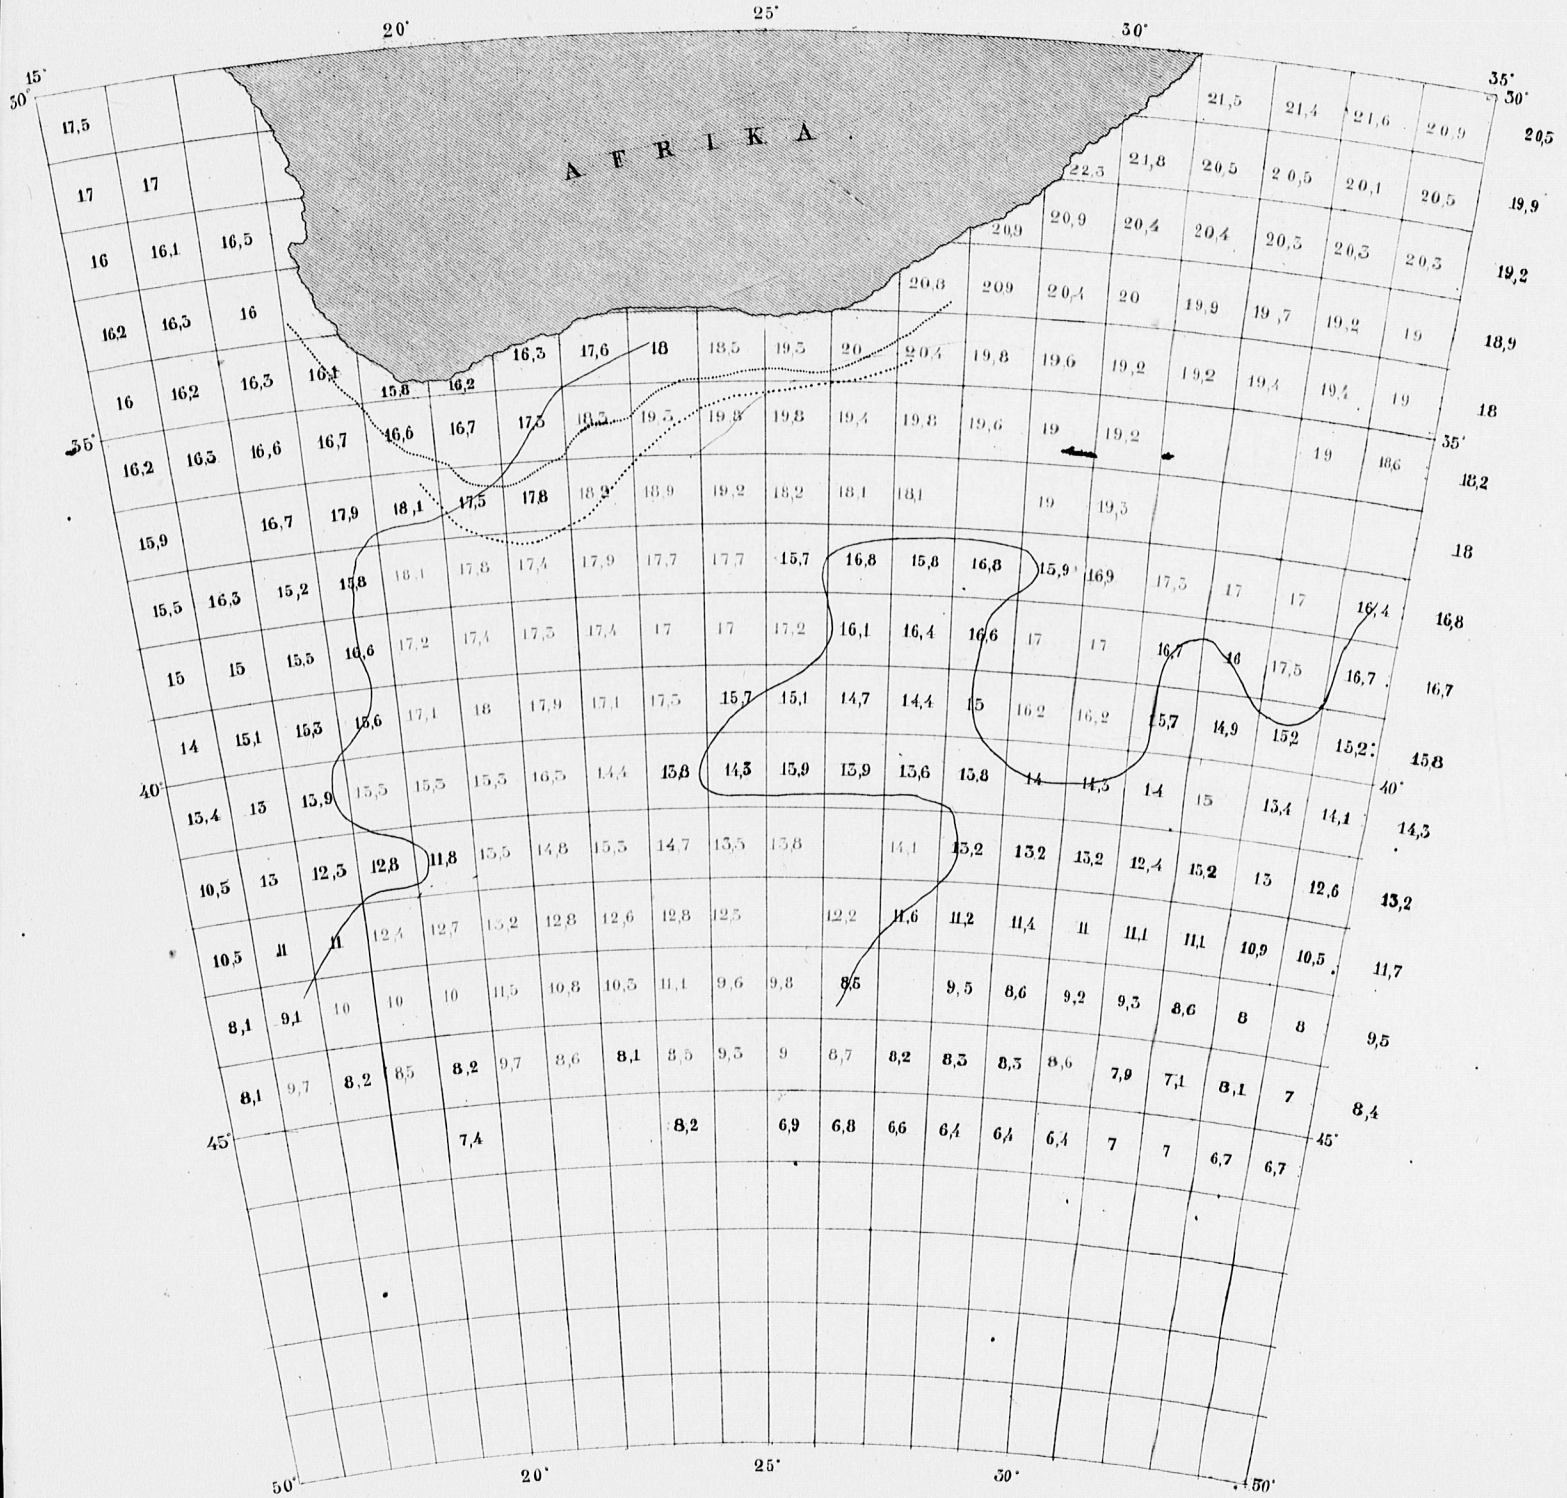 20° 25° 30°
15° 35°
30° 30°
17,5 21,5 21,4 21,6 20,9 20,5
AFRIKA
17 17 22,3 21,8 20,5 20,5 20,1 20,5 19,9
16 16,1 16,5 20,9 20,9 20,4 20,4 20,3 20,3 20,3 19,2
16,2 16,3 16 20,8 20,9 20,4 20 19,9 19,7 19,2 19 18,9
16 16,2 16,3 16,1 15,8 16,2 16,3 17,6 18 18,5 19,3 20 20,4 19,8 19,6 19,2 19,2 19,4 19,4 19 18
35° 35°
16,2 16,3 16,6 16,7 16,6 16,7 17,3 18,3 19,3 19,8 19,8 19,4 19,8 19,6 19 19,2 19 18,6 18,2
15,9 16,7 17,9 18,1 17,5 17,8 18,9 18,9 19,2 18,2 18,1 18,1 19 19,3 18
15,5 16,3 15,2 15,8 18,1 17,8 17,4 17,9 17,7 17,7 15,7 16,8 15,8 16,8 15,9 16,9 17,3 17 17 16,4 16,8
15 15 15,5 16,6 17,2 17,4 17,3 17,4 17 17 17,2 16,1 16,4 16,6 17 17 16,7 16 17,5 16,7 16,7
14 15,1 15,3 15,6 17,1 18 17,9 17,1 17,3 15,7 15,1 14,7 14,4 15 16,2 16,2 15,7 14,9 15,2 15,2 15,8
40° 40°
13,4 13 13,9 15,3 15,3 15,3 16,5 14,4 13,8 14,3 13,9 13,9 13,6 13,8 14 14,3 14 15 13,4 14,1 14,3
10,5 13 12,3 12,8 11,8 13,5 14,8 15,3 14,7 13,5 13,8 14,1 13,2 13,2 13,2 12,4 13,2 13 12,6 13,2
10,5 11 11 12,4 12,7 13,2 12,8 12,6 12,8 12,5 12,2 11,6 11,2 11,4 11 11,1 11,1 10,9 10,5 11,7
8,1 9,1 10 10 10 11,5 10,8 10,3 11,1 9,6 9,8 8,5 9,5 8,6 9,2 9,3 8,6 8 8 9,5
8,1 9,7 8,2 8,5 8,2 9,7 8,6 8,1 8,5 9,3 9 8,7 8,2 8,3 8,3 8,6 7,9 7,1 8,1 7 8,4
45° 7,4 8,2 6,9 6,8 6,6 6,4 6,4 6,4 7 7 6,7 6,7 45°
50° 20° 25° 30° 50°